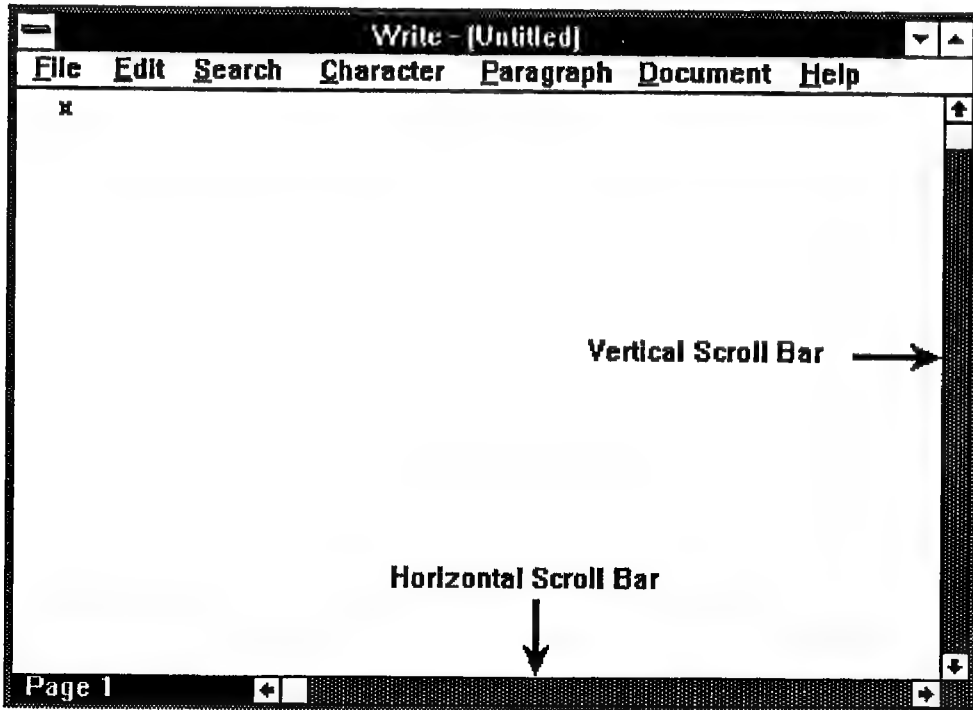 Write - [Untitled]
File Edit Search Character Paragraph Document Help
Vertical Scroll Bar
Horizontal Scroll Bar
Page 1